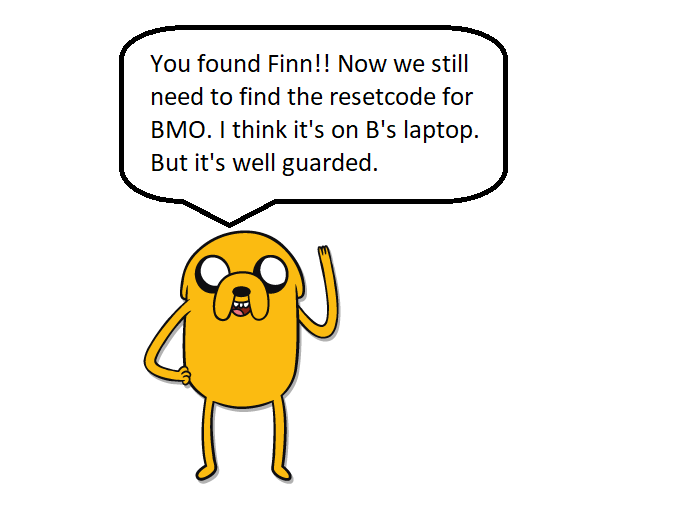 You found Finn!! Now we still
need to find the resetcode for
BMO. I think it's on B's laptop.
But it's well guarded.